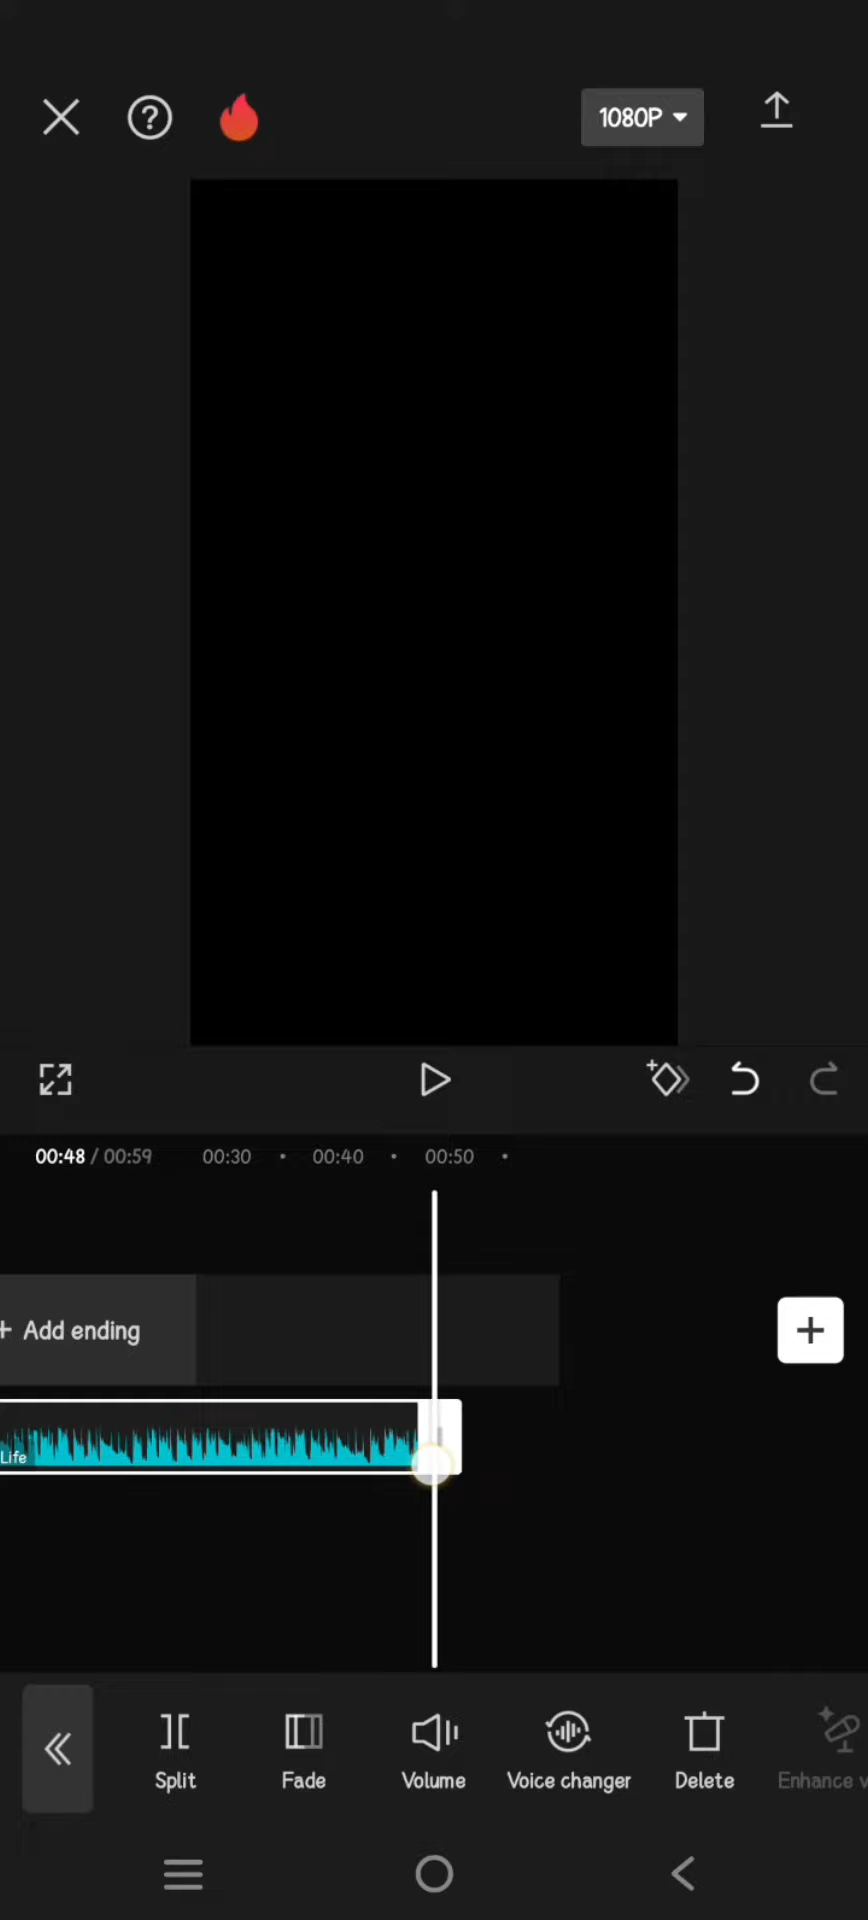 1080P
00:48 / 00:59 00:30 00:40 00:50
+ Add ending
Life
Split Fade Volume Voice changer Delete Enhance v